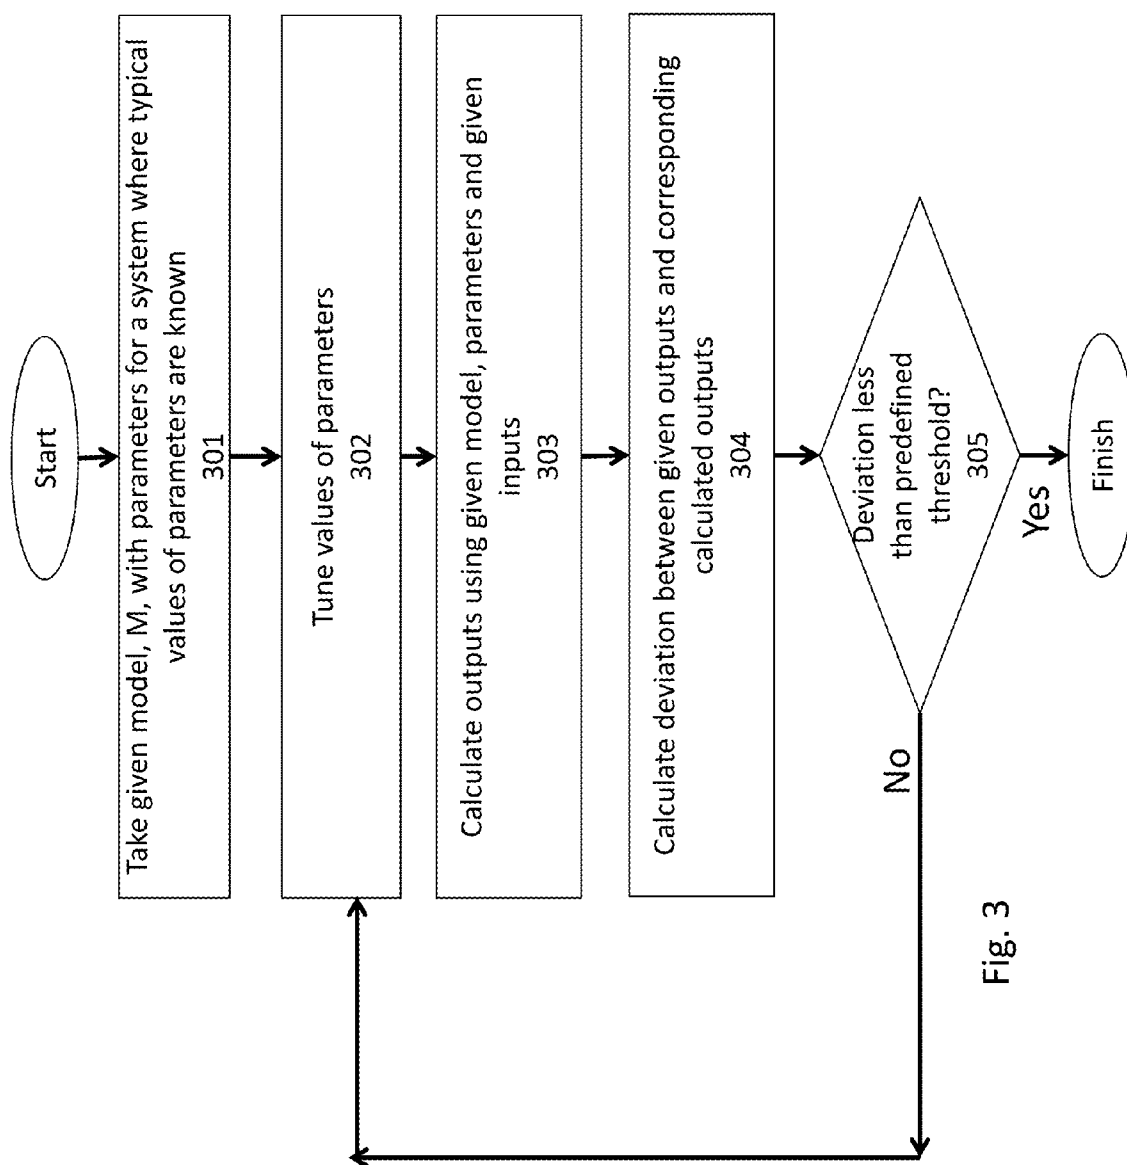 Start
Take given model, M, with parameters for a system where typical
values of parameters are known
301
Tune values of parameters
302
Calculate outputs using given model, parameters and given
inputs
303
Calculate deviation between given outputs and corresponding
calculated outputs
304
Deviation less
than predefined
threshold?
305
No
Yes
Finish
Fig. 3